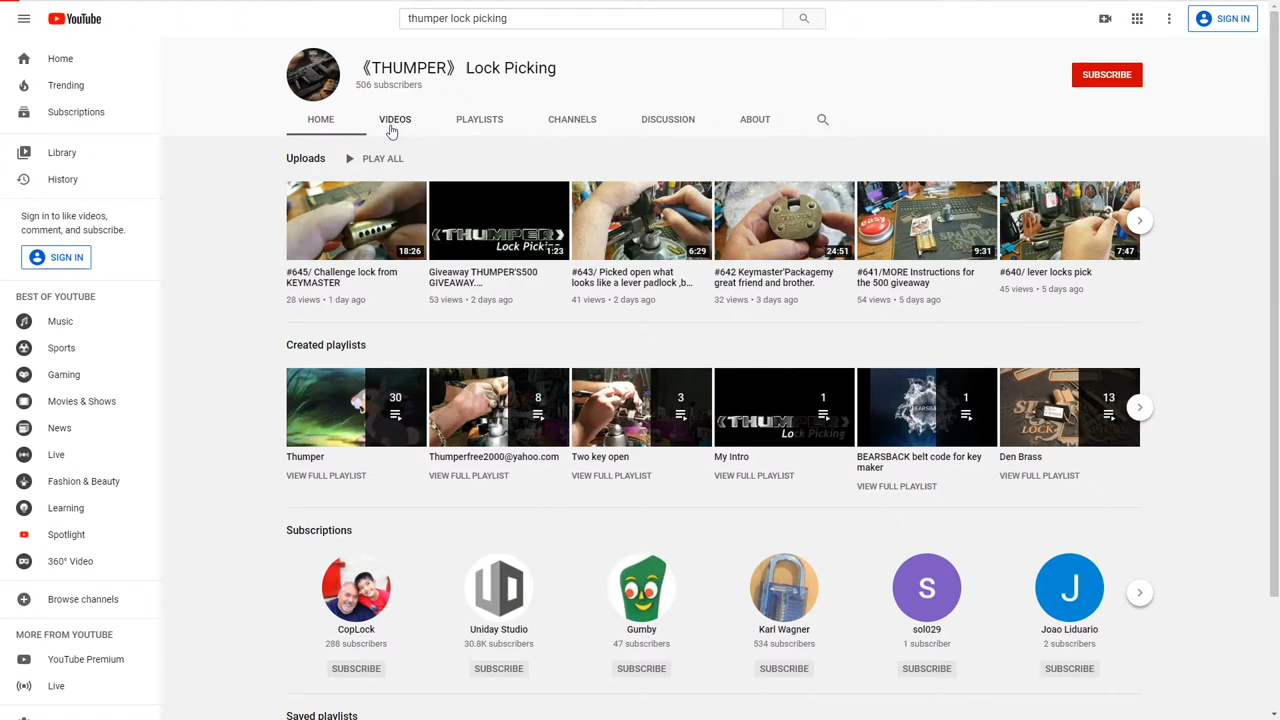 YouTube
thumper lock picking
SIGN IN
Home
Trending
Subscriptions
Library
History
Sign in to like videos,
comment, and subscribe.
SIGN IN
BEST OF YOUTUBE
Music
Sports
Gaming
Movies & Shows
News
Live
Fashion & Beauty
Learning
Spotlight
360° Video
Browse channels
MORE FROM YOUTUBE
YouTube Premium
Live
《THUMPER》 Lock Picking
506 subscribers
SUBSCRIBE
HOME VIDEOS PLAYLISTS CHANNELS DISCUSSION ABOUT
Uploads PLAY ALL
18:26
《THUMPER》
Lock Picking
1:23
6:29
24:51
9:31
7:47
#645/ Challenge lock from
KEYMASTER
28 views • 1 day ago
Giveaway THUMPER'S500
GIVEAWAY....
53 views • 2 days ago
#643/ Picked open what
looks like a lever padlock ,b...
41 views • 2 days ago
#642 Keymaster'Packagemy
great friend and brother.
32 views • 3 days ago
#641/MORE Instructions for
the 500 giveaway
54 views • 5 days ago
#640/ lever locks pick
45 views • 5 days ago
Created playlists
30
8
3
《THUMPER》
Lock Picking
1
1
13
Thumper
VIEW FULL PLAYLIST
Thumperfree2000@yahoo.com
VIEW FULL PLAYLIST
Two key open
VIEW FULL PLAYLIST
My Intro
VIEW FULL PLAYLIST
BEARSBACK belt code for key
maker
VIEW FULL PLAYLIST
Den Brass
VIEW FULL PLAYLIST
Subscriptions
S
J
CopLock
288 subscribers
SUBSCRIBE
Uniday Studio
30.8K subscribers
SUBSCRIBE
Gumby
47 subscribers
SUBSCRIBE
Karl Wagner
534 subscribers
SUBSCRIBE
sol029
1 subscriber
SUBSCRIBE
Joao Liduario
2 subscribers
SUBSCRIBE
Saved playlists